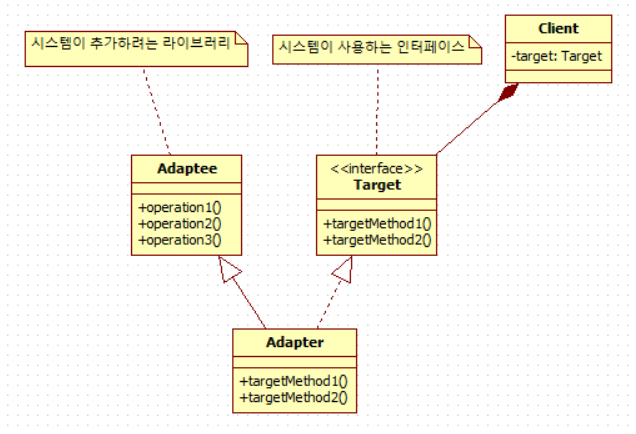 시스템이 추가하려는 라이브러리
시스템이 사용하는 인터페이스
Client
-target: Target
Adaptee
+operation1()
+operation2()
+operation3()
<<interface>>
Target
+targetMethod1()
+targetMethod2()
Adapter
+targetMethod1()
+targetMethod2()